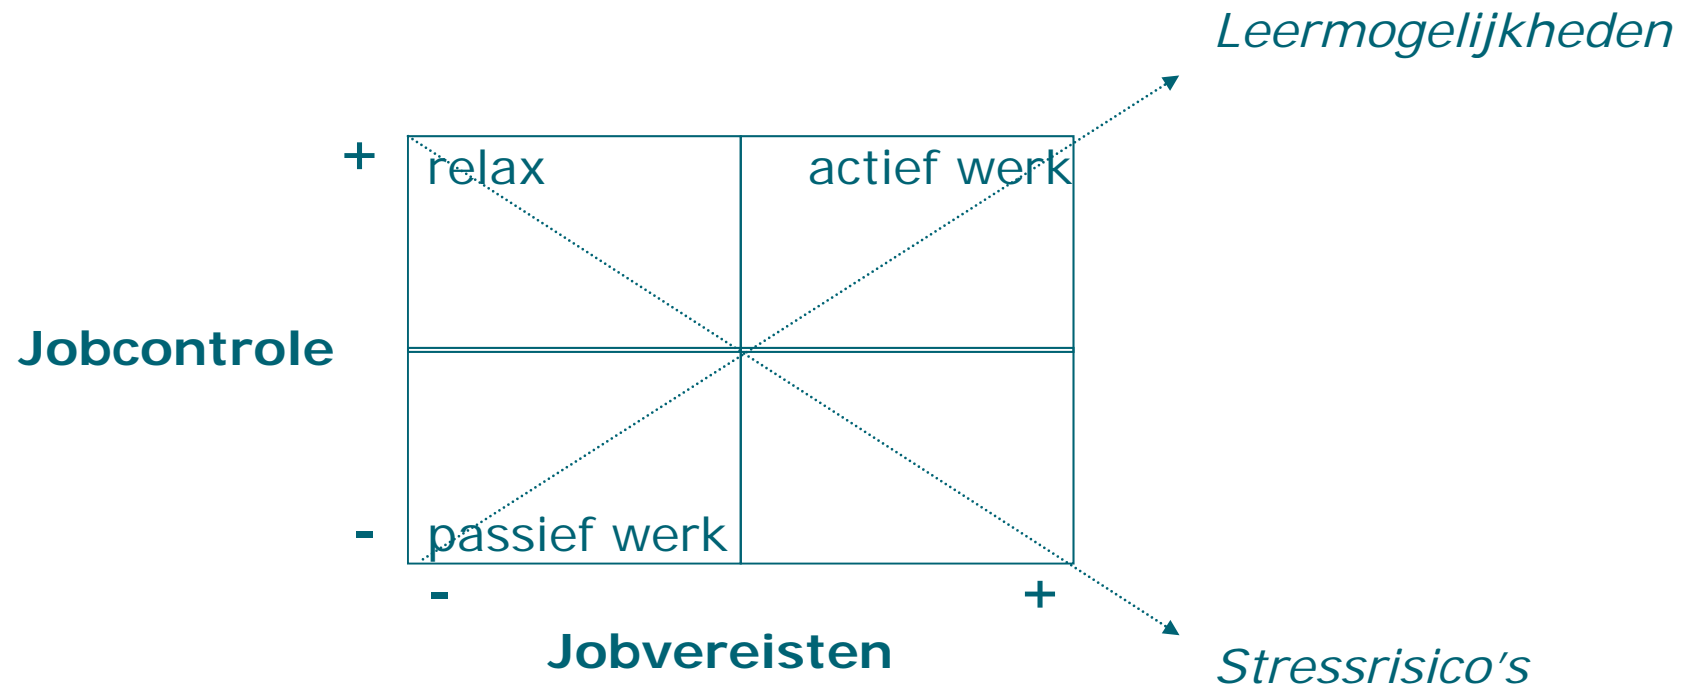 Leermogelijkheden
+
relax
actief werk
Jobcontrole
-
passief werk
-
+
Jobvereisten
Stressrisico's